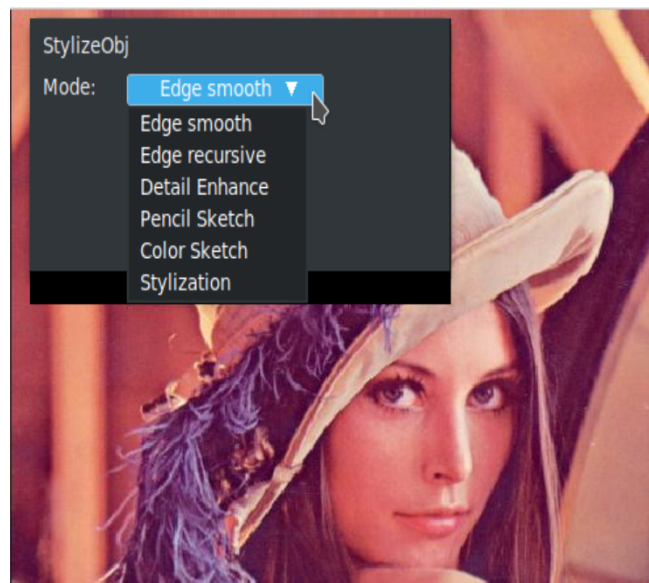 StylizeObj
Mode: Edge smooth ▼
Edge smooth
Edge recursive
Detail Enhance
Pencil Sketch
Color Sketch
Stylization